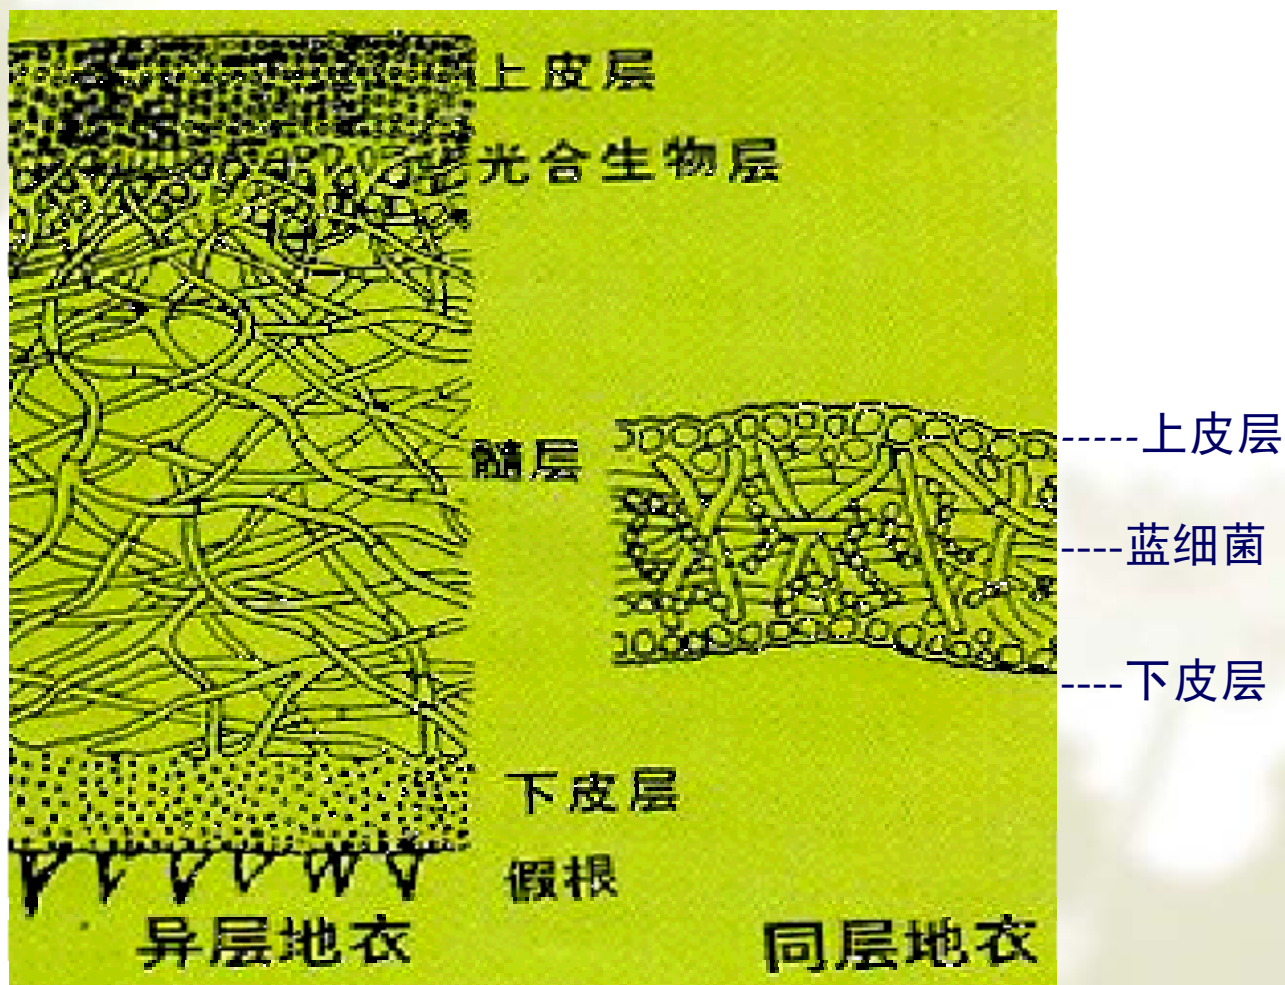 上皮层
光合生物层
髓层
下皮层
假根
异层地衣
-----上皮层
----蓝细菌
----下皮层
同层地衣